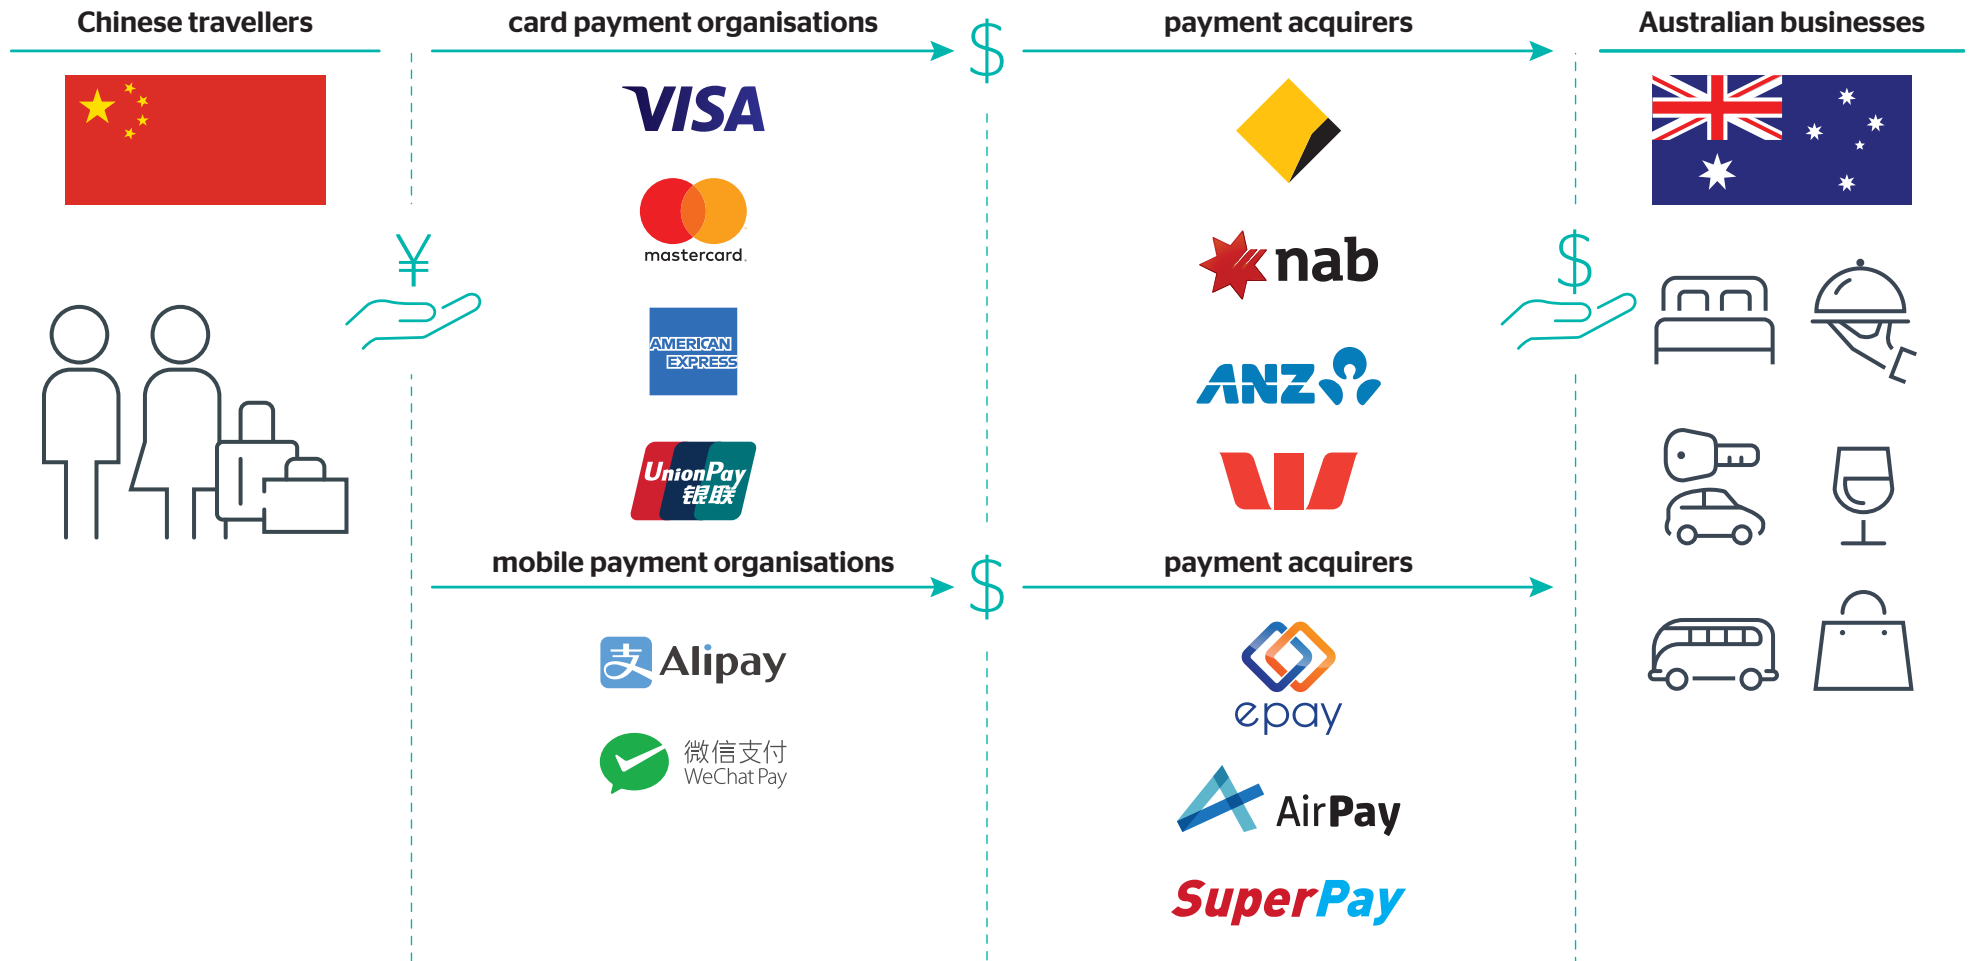 Chinese travellers
card payment organisations
$
payment acquirers
Australian businesses
VISA
mastercard.
AMERICAN
EXPRESS
UnionPay
银联
¥
nab
ANZ
$
mobile payment organisations
$
payment acquirers
支 Alipay
微信支付
WeChat Pay
epay
AirPay
SuperPay